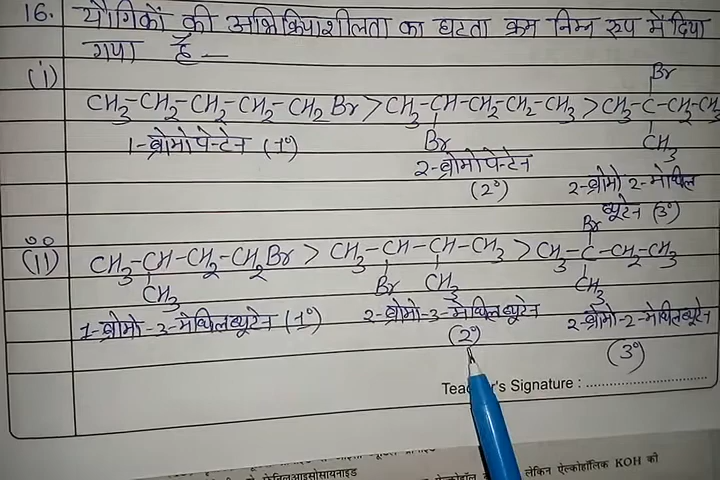 16. यौगिकों की अभिक्रियाशीलता का घटता क्रम निम्न रूप में दिया
गया है —
(i)
Br
CH₃-CH₂-CH₂-CH₂-CH₂Br > CH₃-CH-CH₂-CH₂-CH₃ > CH₃-C-CH₂-CH₃
Br CH₃
1-ब्रोमोपेन्टेन (1°)
2-ब्रोमोपेन्टेन
(2°)
2-ब्रोमो 2-मेथिल
ब्यूटेन (3°)
(ii)
Br
CH₃-CH-CH₂-CH₂Br > CH₃-CH-CH-CH₃ > CH₃-C-CH₂-CH₃
CH₃ Br CH₃ CH₃
1-ब्रोमो-3-मेथिलब्यूटेन (1°)
2-ब्रोमो-3-मेथिलब्यूटेन
(2°)
2-ब्रोमो-2-मेथिलब्यूटेन
(3°)
Teacher's Signature :
लेकिन ऐल्कोहॉलिक KOH को